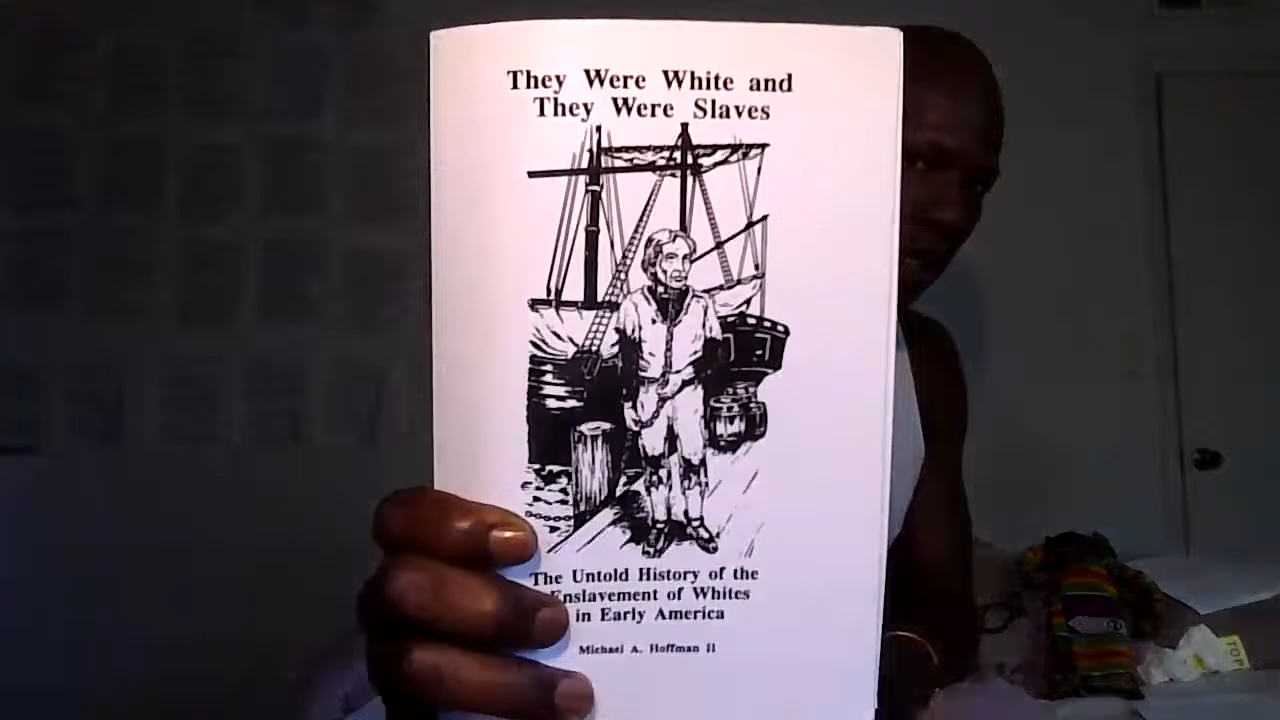 They Were White and
They Were Slaves
The Untold History of the
Enslavement of Whites
in Early America
Michael A. Hoffman II
TOP